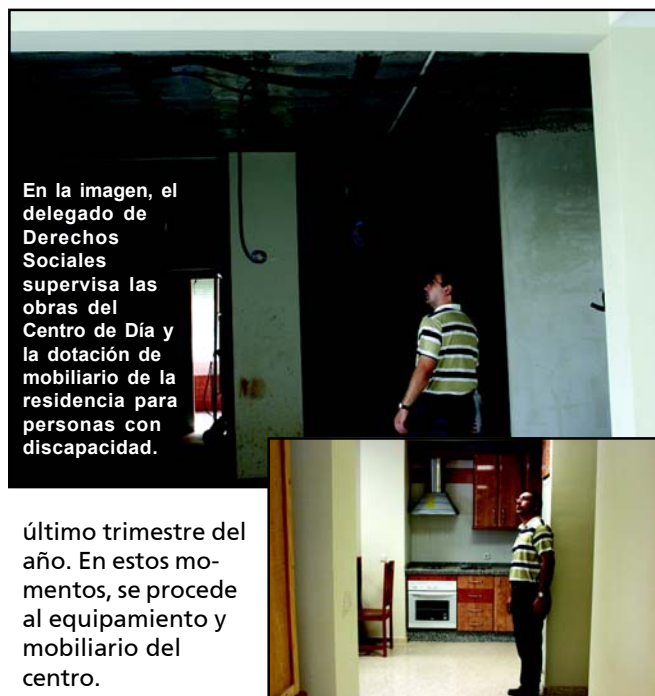 En la imagen, el
delegado de
Derechos
Sociales
supervisa las
obras del
Centro de Día y
la dotación de
mobiliario de la
residencia para
personas con
discapacidad.
último trimestre del
año. En estos mo-
mentos, se procede
al equipamiento y
mobiliario del
centro.